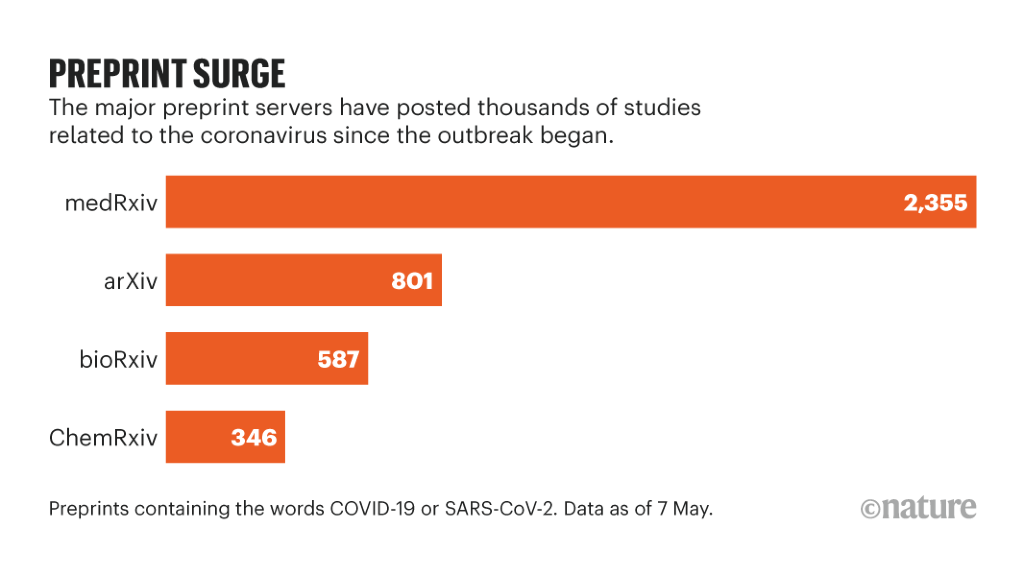 PREPRINT SURGE
The major preprint servers have posted thousands of studies
related to the coronavirus since the outbreak began.
medRxiv 2,355
arXiv 801
bioRxiv 587
ChemRxiv 346
Preprints containing the words COVID-19 or SARS-CoV-2. Data as of 7 May. ©nature